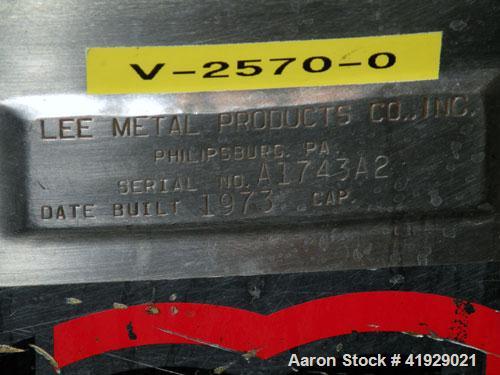 V-2570-0
LEE METAL PRODUCTS CO., INC.
PHILIPSBURG, PA.
SERIAL NO. A1743A2
DATE BUILT 1973 CAP.
Aaron Stock # 41929021